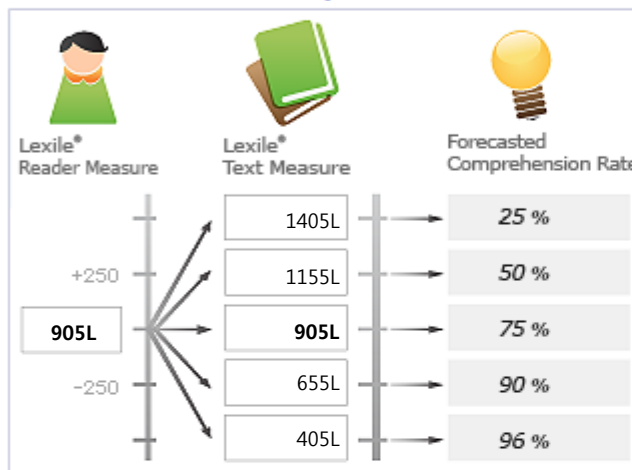 Lexile®
Reader Measure
Lexile®
Text Measure
Forecasted
Comprehension Rate
1405L
25 %
+250
1155L
50 %
905L
905L
75 %
-250
655L
90 %
405L
96 %